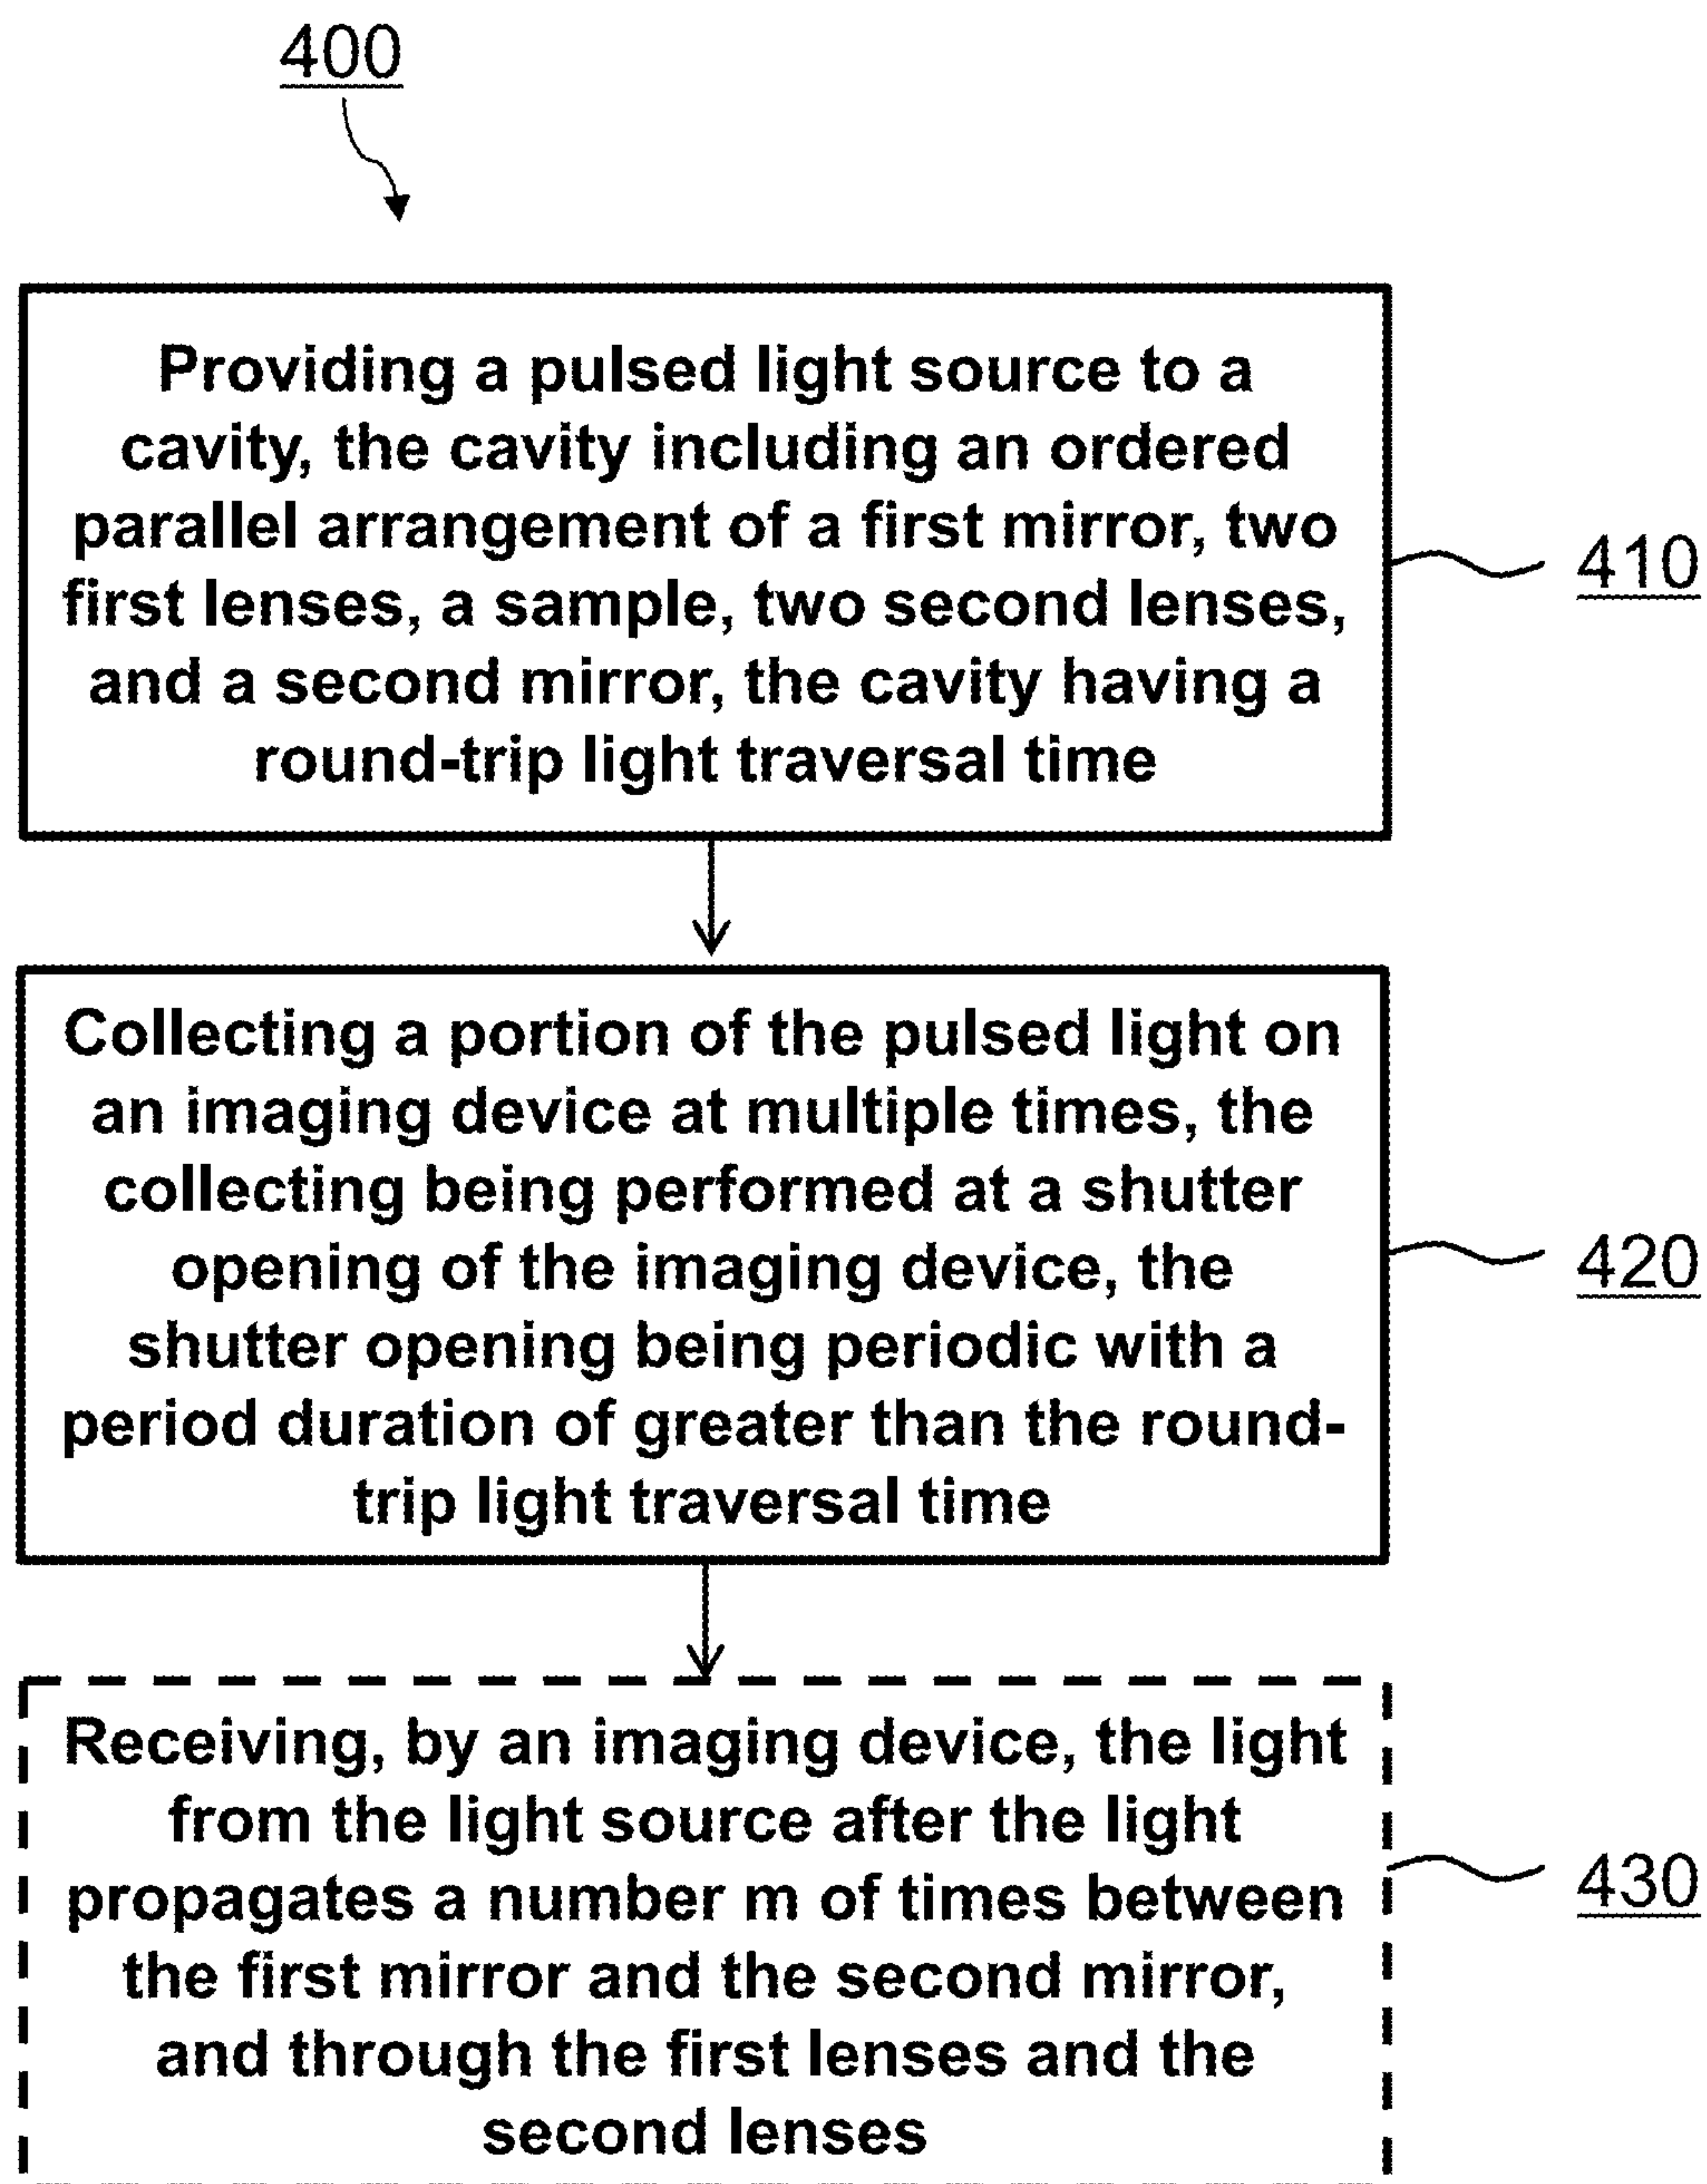 400
Providing a pulsed light source to a
cavity, the cavity including an ordered
parallel arrangement of a first mirror, two
first lenses, a sample, two second lenses,
and a second mirror, the cavity having a
round-trip light traversal time
410
Collecting a portion of the pulsed light on
an imaging device at multiple times, the
collecting being performed at a shutter
opening of the imaging device, the
shutter opening being periodic with a
period duration of greater than the round-
trip light traversal time
420
Receiving, by an imaging device, the light
from the light source after the light
propagates a number m of times between
the first mirror and the second mirror,
and through the first lenses and the
second lenses
430